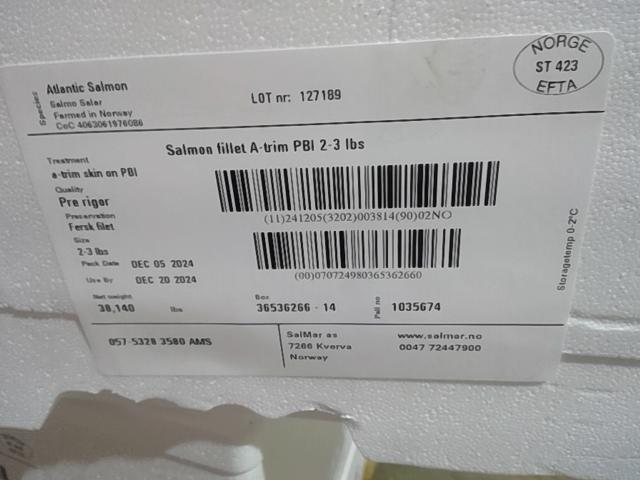 Species
Atlantic Salmon
Salmo Salar
Farmed in Norway
CoC 4063061976086
LOT nr: 127189
NORGE
ST 423
EFTA
Salmon fillet A-trim PBI 2-3 lbs
Treatment
a-trim skin on PBI
Quality
Pre rigor
Preservation
Fersk filet
Size
2-3 lbs
Pack Date DEC 05 2024
Use By DEC 20 2024
(11)241205(3202)003814(90)02NO
(00)070724980365362660
Storagetemp 0-2°C
Net weight
38,140 lbs
Box
36536266 - 14
Pall no
1035674
057-5328 3580 AMS
SalMar as
7266 Kverva
Norway
www.salmar.no
0047 72447900